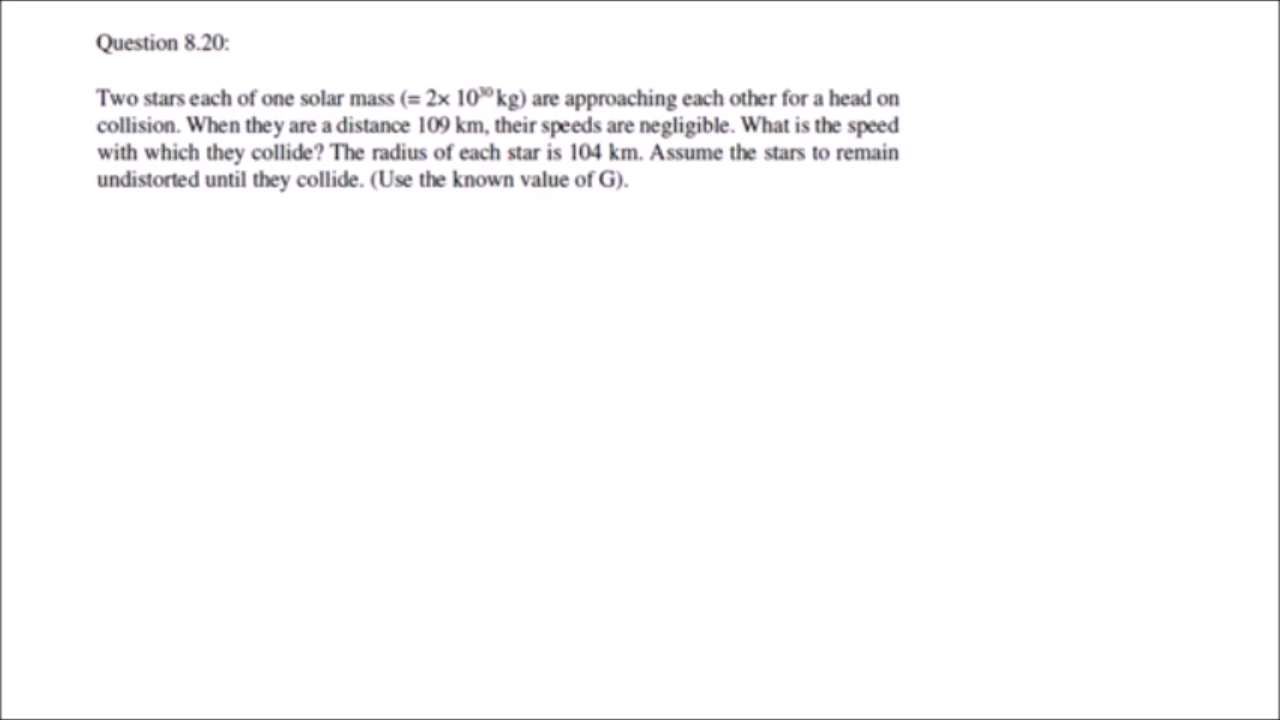 Question 8.20:
Two stars each of one solar mass (= 2× 10³⁰ kg) are approaching each other for a head on
collision. When they are a distance 109 km, their speeds are negligible. What is the speed
with which they collide? The radius of each star is 104 km. Assume the stars to remain
undistorted until they collide. (Use the known value of G).